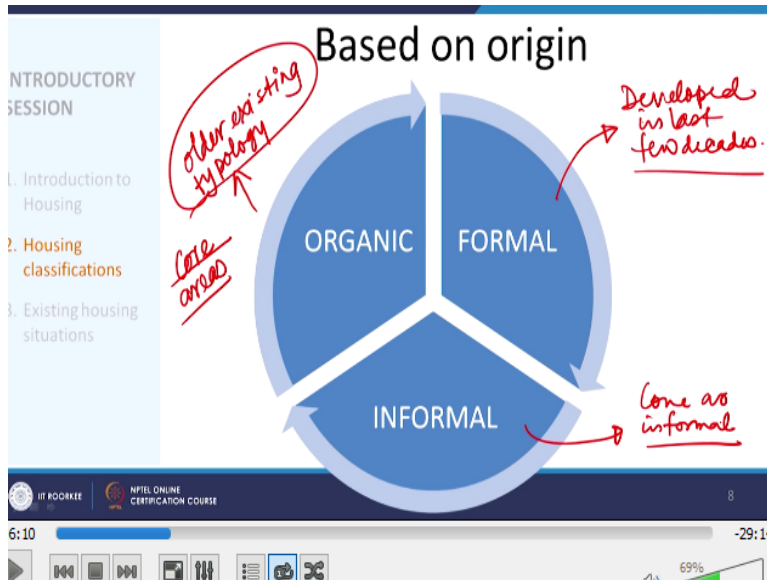 Based on origin
NTRODUCTORY
SESSION
1. Introduction to
Housing
2. Housing
classifications
3. Existing housing
situations
older existing
typology
core
areas
ORGANIC
FORMAL
INFORMAL
Developed
in last
few decades.
Come as
informal
IIT ROORKEE
NPTEL ONLINE
CERTIFICATION COURSE
8
6:10
-29:1
69%